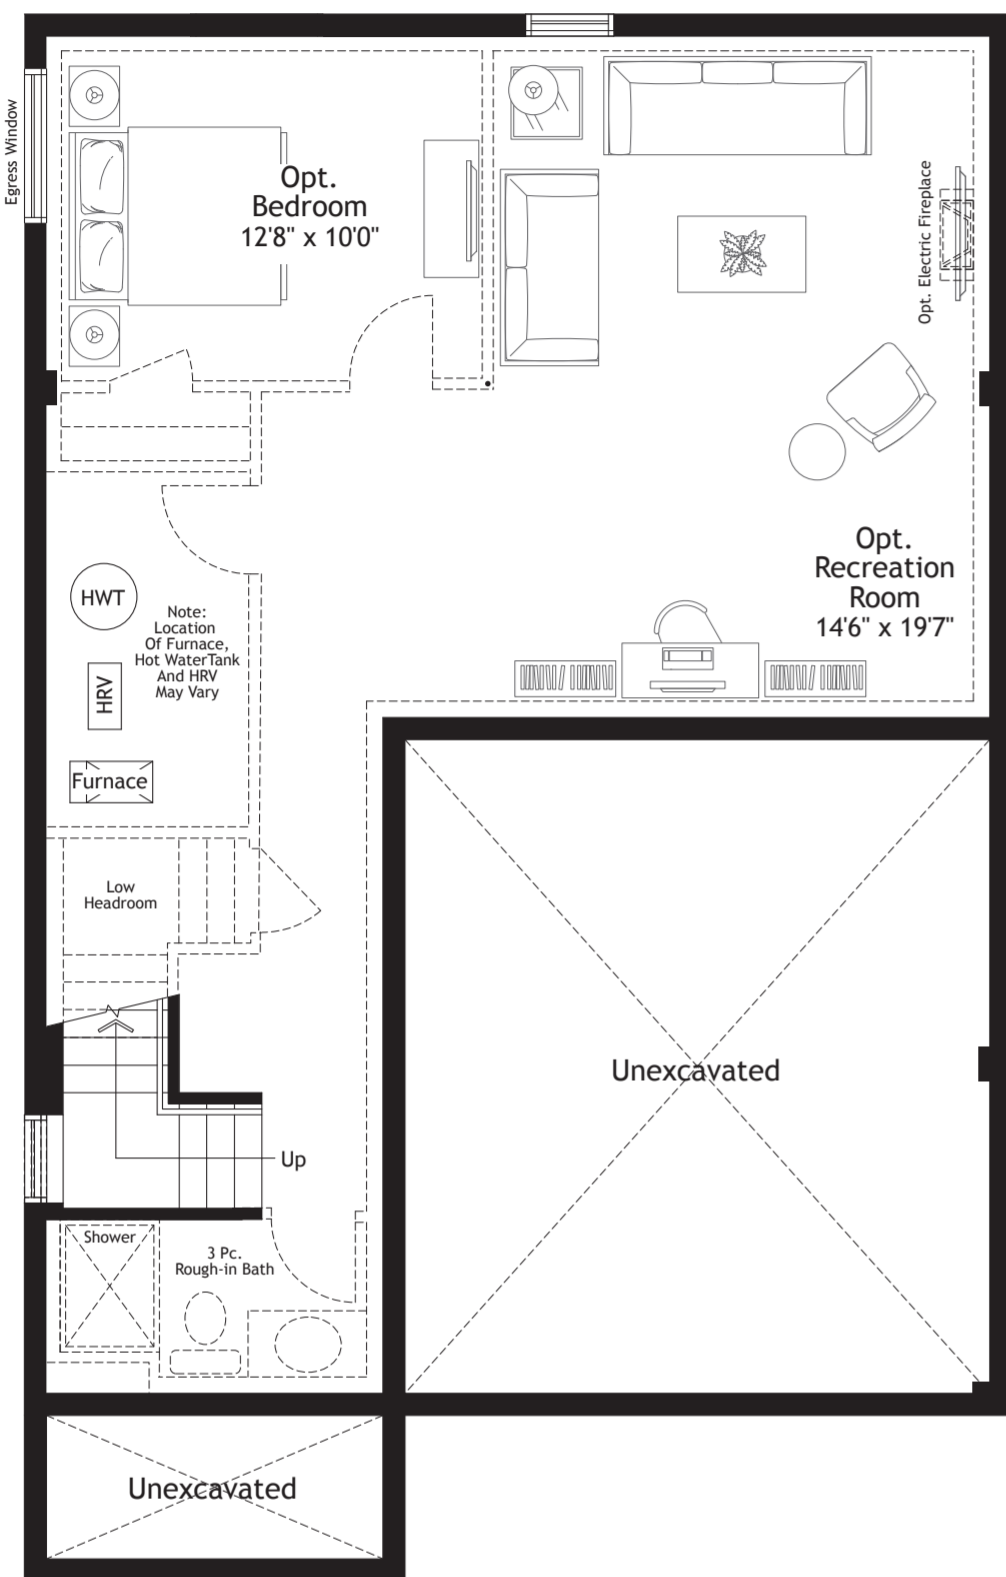 Egress Window
Opt.
Bedroom
12'8" x 10'0"
Opt. Electric Fireplace
Opt.
Recreation
Room
14'6" x 19'7"
HWT
Note:
Location
Of Furnace,
Hot WaterTank
And HRV
May Vary
HRV
Furnace
Low
Headroom
Unexcavated
Up
Shower
3 Pc.
Rough-in Bath
Unexcavated